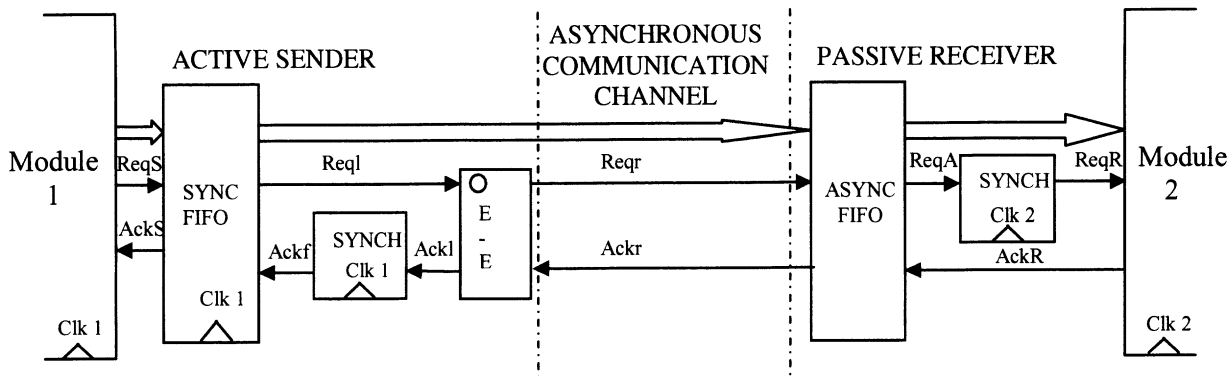 ACTIVE SENDER
ASYNCHRONOUS
COMMUNICATION
CHANNEL
PASSIVE RECEIVER
Module
1
ReqS
AckS
Clk 1
SYNC
FIFO
Clk 1
Reql
Ackf
SYNCH
Clk 1
Ackl
E
-
E
Reqr
Ackr
ASYNC
FIFO
ReqA
SYNCH
Clk 2
ReqR
AckR
Module
2
Clk 2